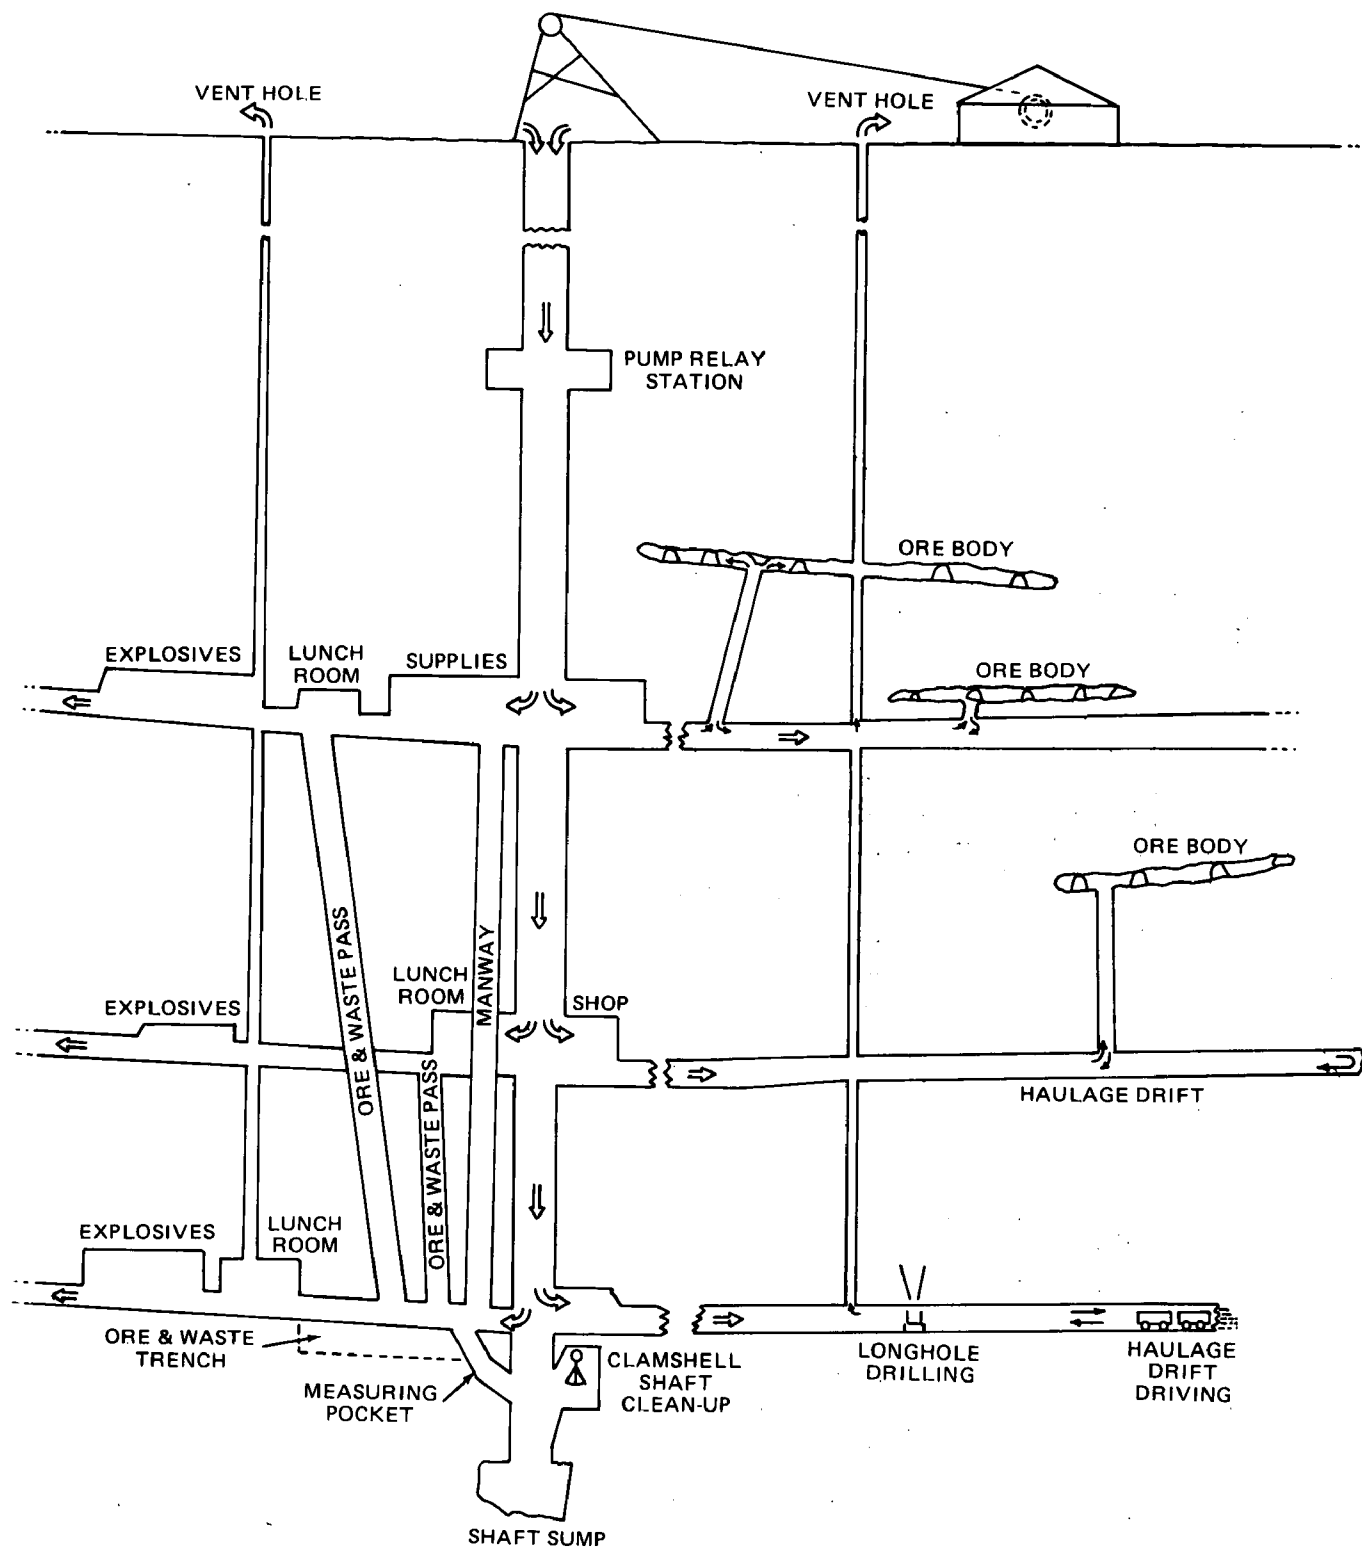 VENT HOLE
VENT HOLE
PUMP RELAY
STATION
ORE BODY
EXPLOSIVES
LUNCH
ROOM
SUPPLIES
ORE BODY
ORE BODY
ORE & WASTE PASS
MANWAY
LUNCH
ROOM
EXPLOSIVES
SHOP
ORE & WASTE PASS
HAULAGE DRIFT
EXPLOSIVES
LUNCH
ROOM
ORE & WASTE
TRENCH
MEASURING
POCKET
CLAMSHELL
SHAFT
CLEAN-UP
LONGHOLE
DRILLING
HAULAGE
DRIFT
DRIVING
SHAFT SUMP